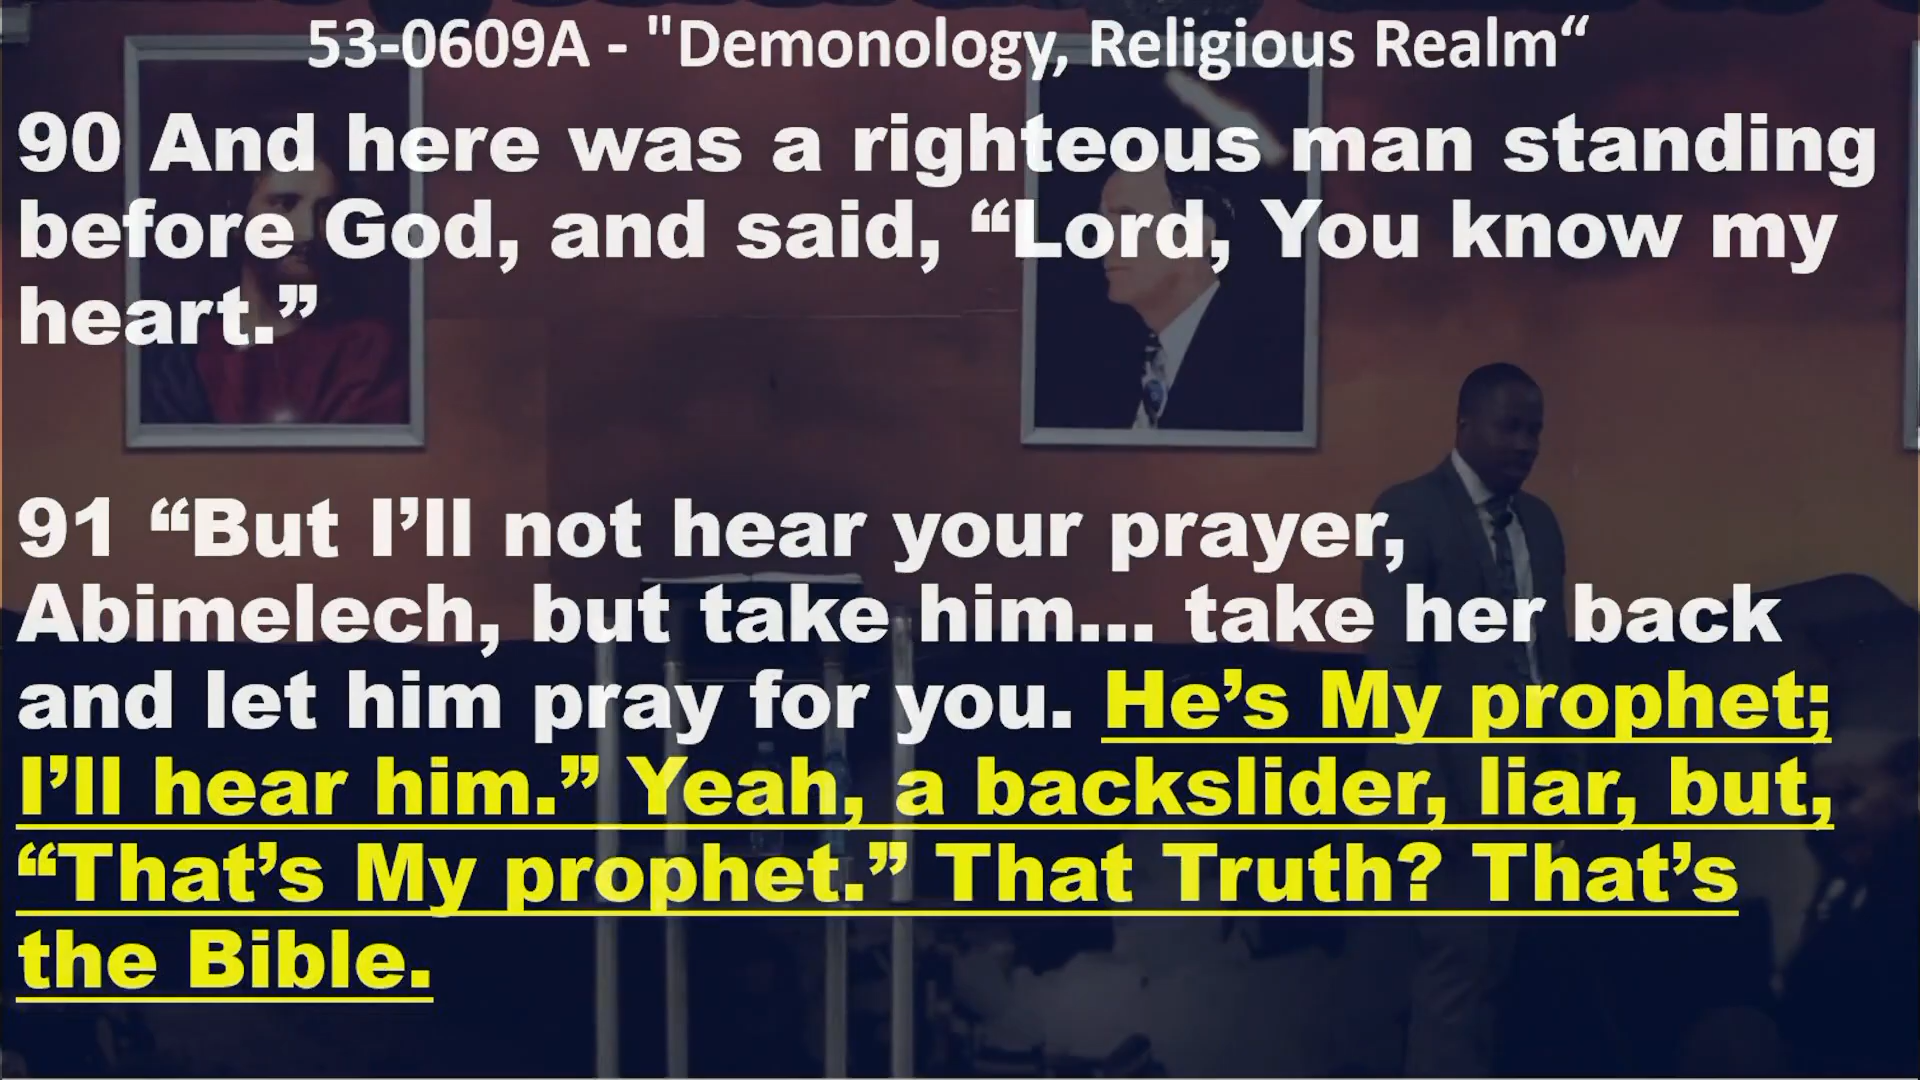 53-0609A - "Demonology, Religious Realm“
90 And here was a righteous man standing
before God, and said, “Lord, You know my
heart.”
91 “But I’ll not hear your prayer,
Abimelech, but take him... take her back
and let him pray for you. He’s My prophet;
I’ll hear him.” Yeah, a backslider, liar, but,
“That’s My prophet.” That Truth? That’s
the Bible.